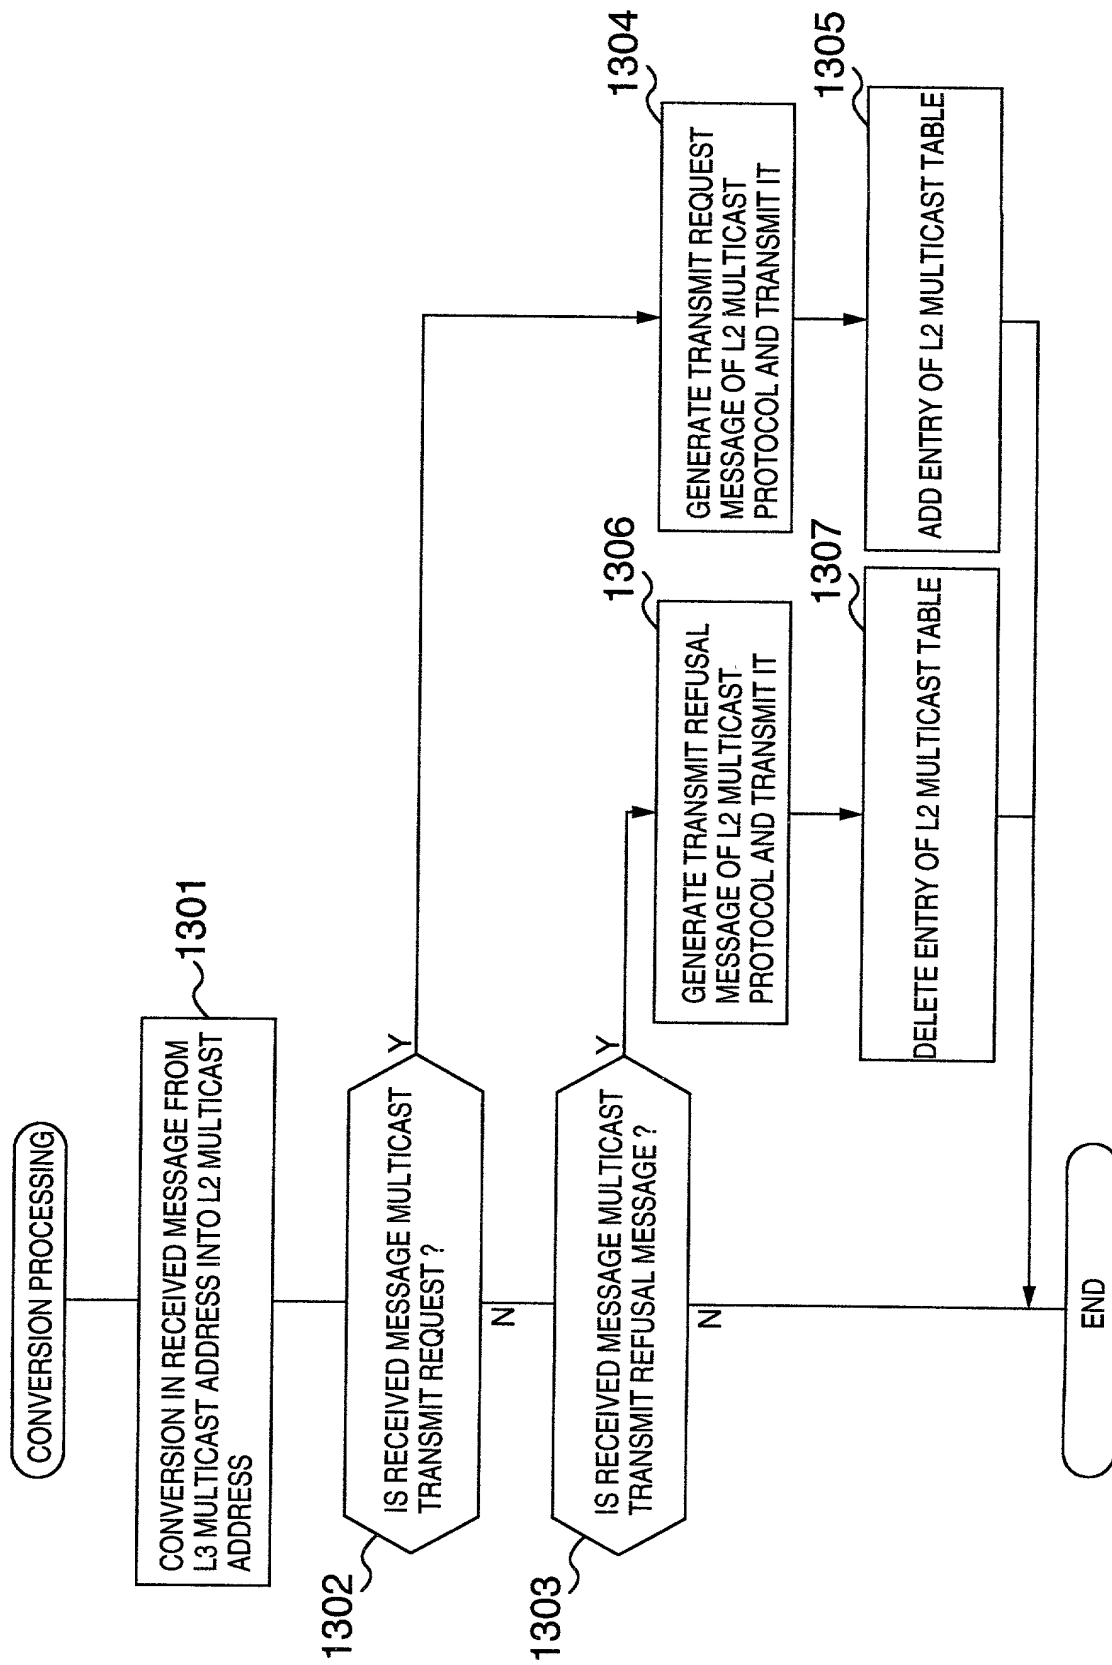 CONVERSION PROCESSING
1301
CONVERSION IN RECEIVED MESSAGE FROM
L3 MULTICAST ADDRESS INTO L2 MULTICAST
ADDRESS
1302
IS RECEIVED MESSAGE MULTICAST
TRANSMIT REQUEST ?
Y
N
1303
IS RECEIVED MESSAGE MULTICAST
TRANSMIT REFUSAL MESSAGE ?
Y
N
1306
GENERATE TRANSMIT REFUSAL
MESSAGE OF L2 MULTICAST
PROTOCOL AND TRANSMIT IT
1304
GENERATE TRANSMIT REQUEST
MESSAGE OF L2 MULTICAST
PROTOCOL AND TRANSMIT IT
1307
DELETE ENTRY OF L2 MULTICAST TABLE
1305
ADD ENTRY OF L2 MULTICAST TABLE
END